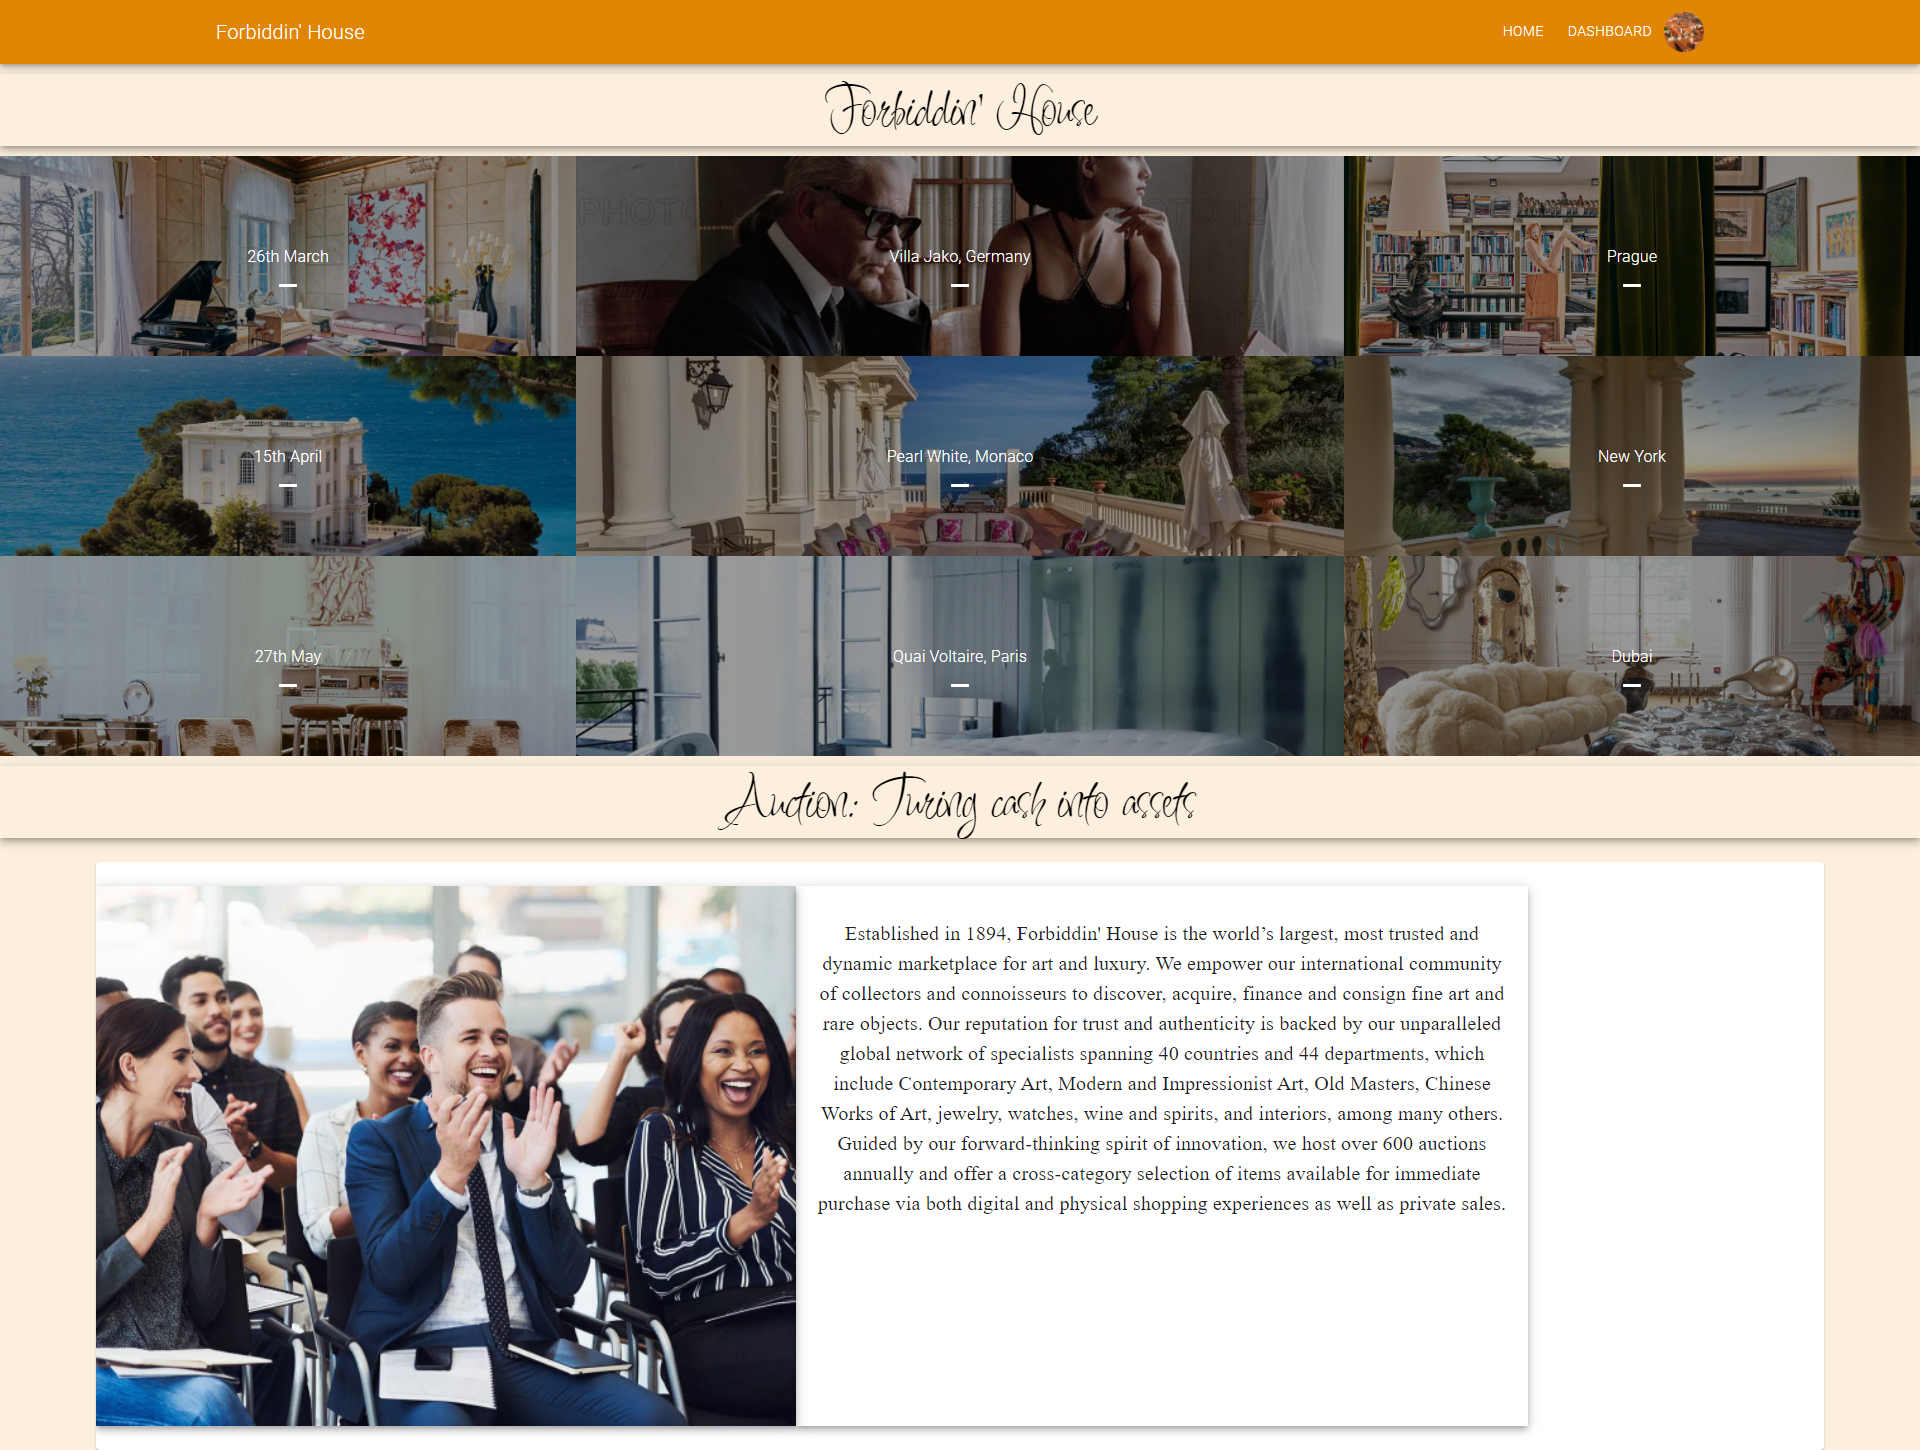 Forbiddin' House
HOME DASHBOARD
Forbiddin' House
26th March
Villa Jako, Germany
Prague
15th April
Pearl White, Monaco
New York
27th May
Quai Voltaire, Paris
Dubai
Auction: Turing cash into assets
Established in 1894, Forbiddin' House is the world’s largest, most trusted and
dynamic marketplace for art and luxury. We empower our international community
of collectors and connoisseurs to discover, acquire, finance and consign fine art and
rare objects. Our reputation for trust and authenticity is backed by our unparalleled
global network of specialists spanning 40 countries and 44 departments, which
include Contemporary Art, Modern and Impressionist Art, Old Masters, Chinese
Works of Art, jewelry, watches, wine and spirits, and interiors, among many others.
Guided by our forward-thinking spirit of innovation, we host over 600 auctions
annually and offer a cross-category selection of items available for immediate
purchase via both digital and physical shopping experiences as well as private sales.